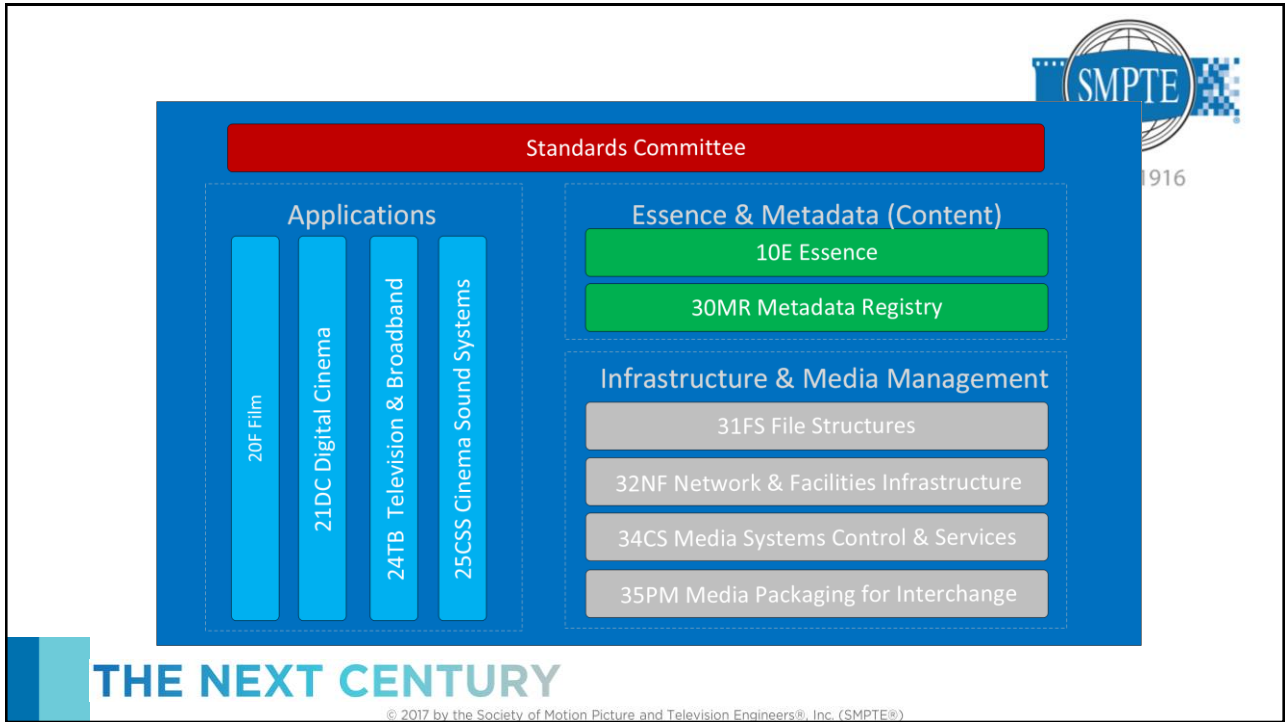 SMPTE
1916
Standards Committee
Applications
20F Film
21DC Digital Cinema
24TB Television & Broadband
25CSS Cinema Sound Systems
Essence & Metadata (Content)
10E Essence
30MR Metadata Registry
Infrastructure & Media Management
31FS File Structures
32NF Network & Facilities Infrastructure
34CS Media Systems Control & Services
35PM Media Packaging for Interchange
THE NEXT CENTURY
© 2017 by the Society of Motion Picture and Television Engineers®, Inc. (SMPTE®)